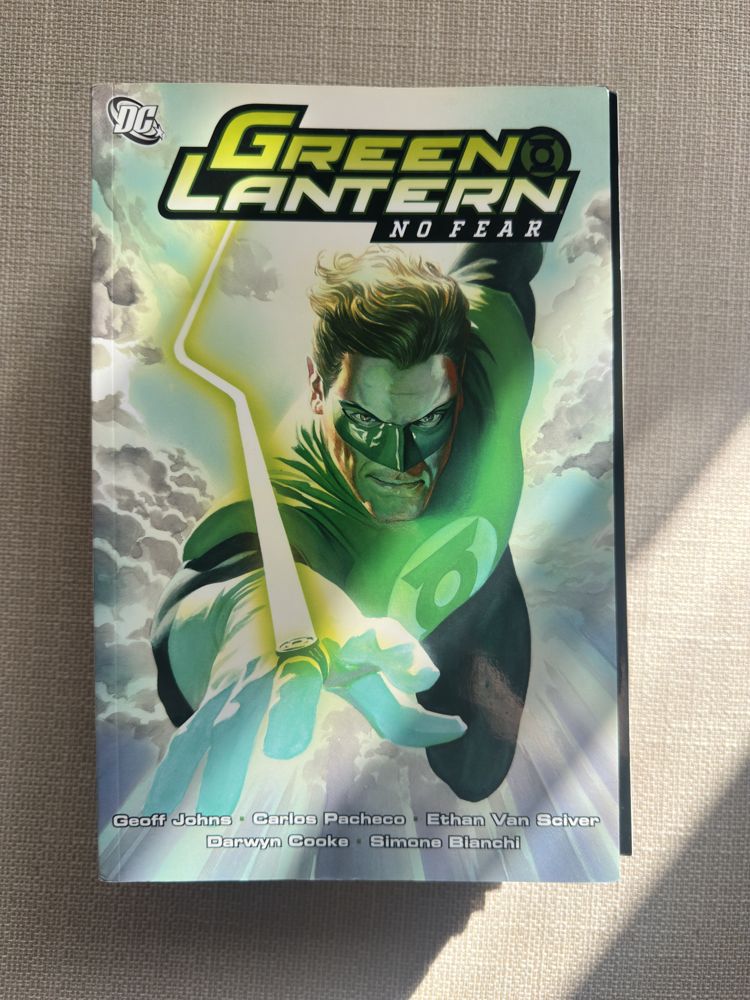 DC
GREEN
LANTERN
NO FEAR
Geoff Johns • Carlos Pacheco • Ethan Van Sciver
Darwyn Cooke • Simone Bianchi